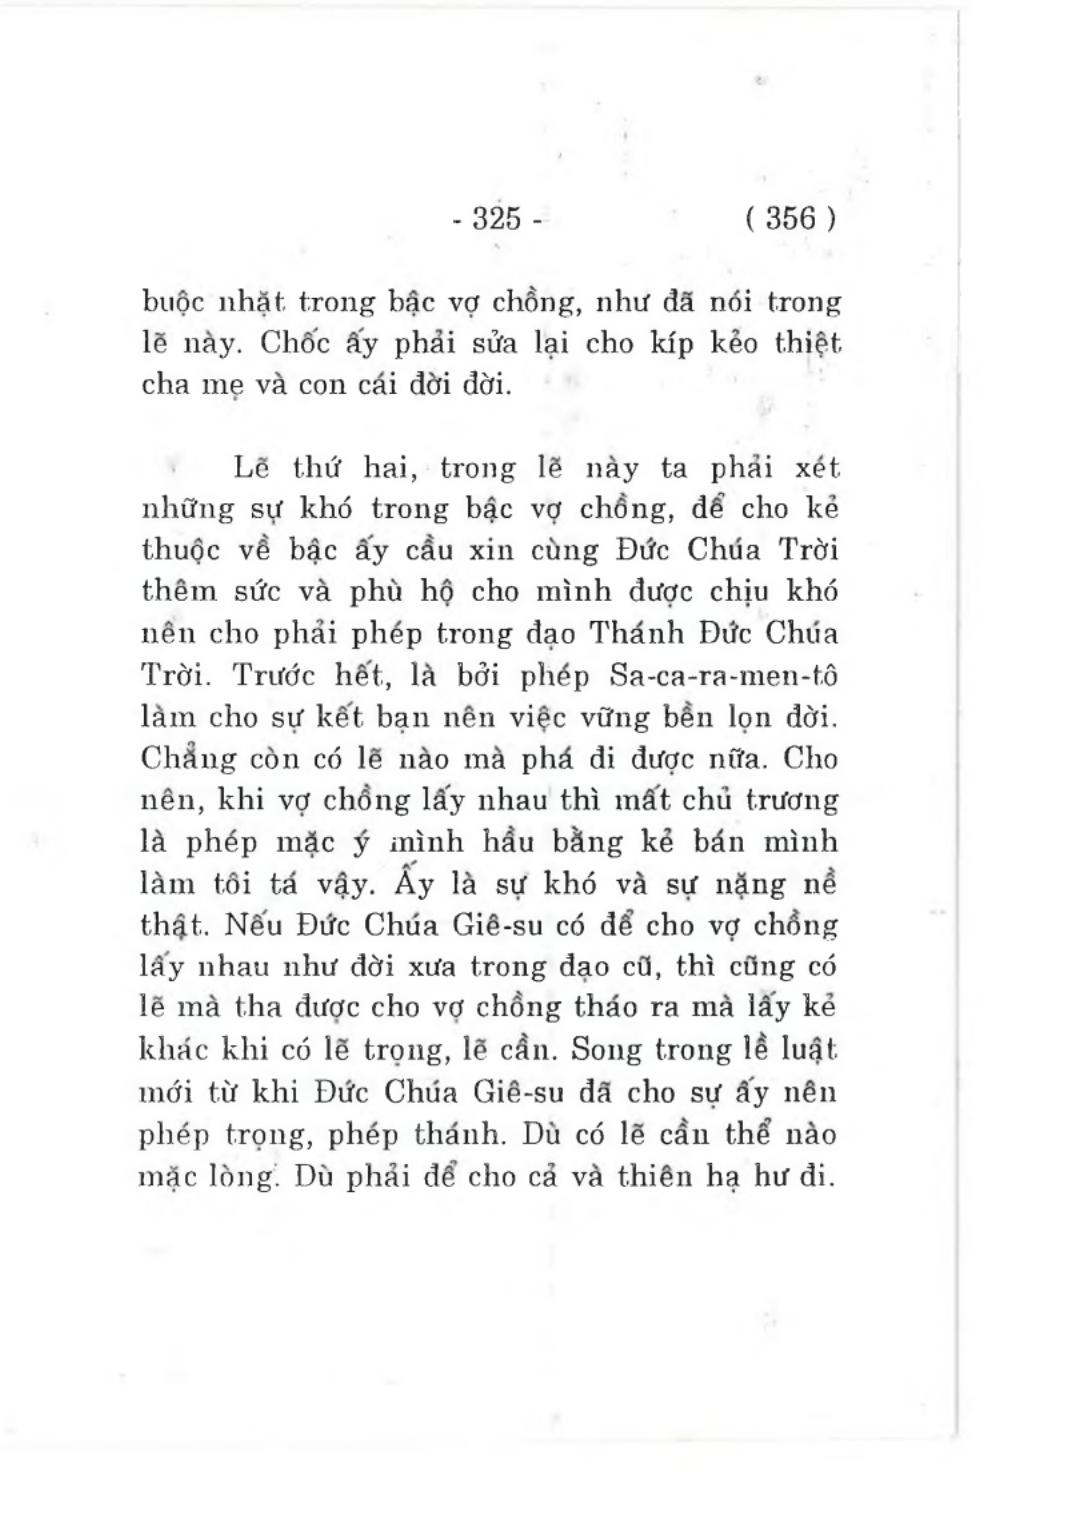 - 325 - ( 356 )
buộc nhặt trong bậc vợ chồng, như đã nói trong
lẽ này. Chốc ấy phải sửa lại cho kíp kẻo thiệt
cha mẹ và con cái đời đời.
Lẽ thứ hai, trong lẽ này ta phải xét
những sự khó trong bậc vợ chồng, để cho kẻ
thuộc về bậc ấy cầu xin cùng Đức Chúa Trời
thêm sức và phù hộ cho mình được chịu khó
nên cho phải phép trong đạo Thánh Đức Chúa
Trời. Trước hết, là bởi phép Sa-ca-ra-men-tô
làm cho sự kết bạn nên việc vững bền lọn đời.
Chẳng còn có lẽ nào mà phá đi được nữa. Cho
nên, khi vợ chồng lấy nhau thì mất chủ trương
là phép mặc ý mình hầu bằng kẻ bán mình
làm tôi tá vậy. Ấy là sự khó và sự nặng nề
thật. Nếu Đức Chúa Giê-su có để cho vợ chồng
lấy nhau như đời xưa trong đạo cũ, thì cũng có
lẽ mà tha được cho vợ chồng tháo ra mà lấy kẻ
khác khi có lẽ trọng, lẽ cần. Song trong lề luật
mới từ khi Đức Chúa Giê-su đã cho sự ấy nên
phép trọng, phép thánh. Dù có lẽ cần thể nào
mặc lòng. Dù phải để cho cả và thiên hạ hư đi.